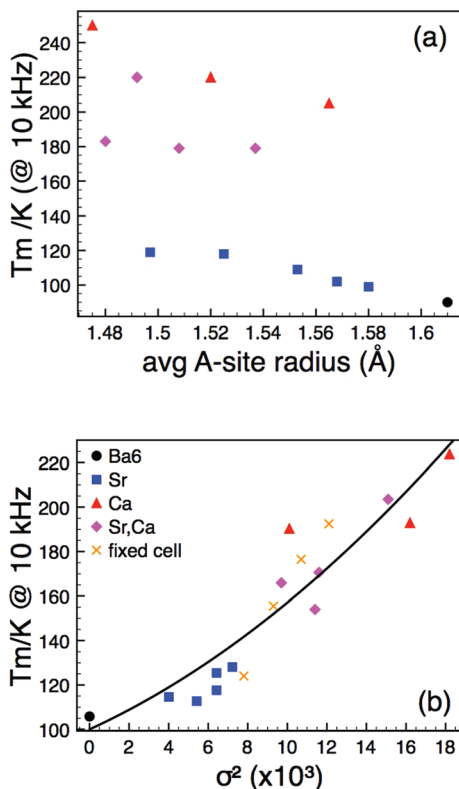 (a)
Tm /K (@ 10 kHz)
240
220
200
180
160
140
120
100
1.48 1.5 1.52 1.54 1.56 1.58 1.6
avg A-site radius (Å)
Ba6
Sr
Ca
Sr,Ca
fixed cell
Tm/K @ 10 kHz
220
200
180
160
140
120
100
(b)
0 2 4 6 8 10 12 14 16 18
σ² (x10³)